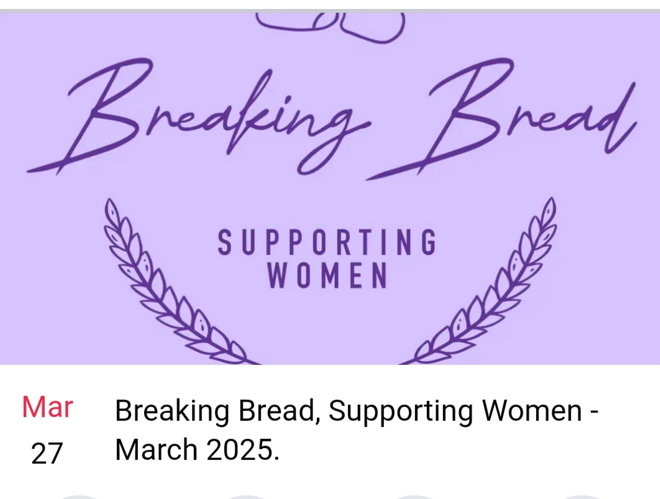 Breaking Bread
SUPPORTING
WOMEN
Mar
27
Breaking Bread, Supporting Women -
March 2025.